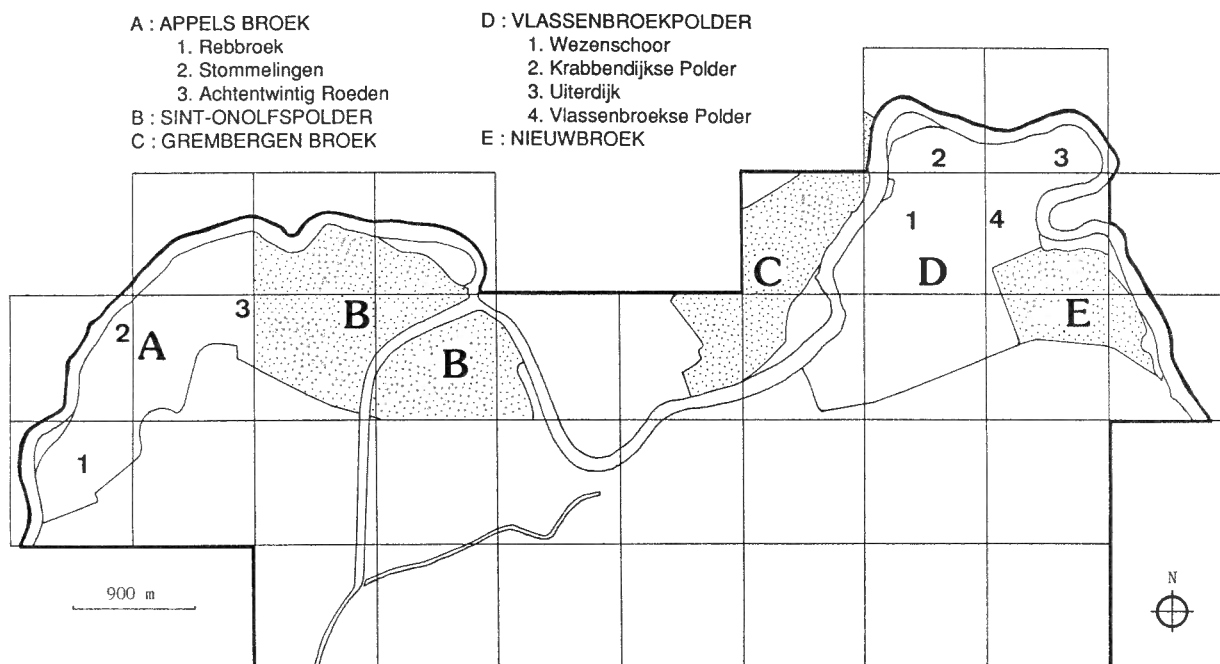 A : APPELS BROEK
1. Rebbroek
2. Stommelingen
3. Achtentwintig Roeden
B : SINT-ONOLFSPOLDER
C : GREMBERGEN BROEK
D : VLASSENBROEKPOLDER
1. Wezenschoor
2. Krabbendijkse Polder
3. Uiterdijk
4. Vlassenbroekse Polder
E : NIEUWBROEK
2
3
1
4
C
D
3
B
E
2
A
B
1
900 m
N